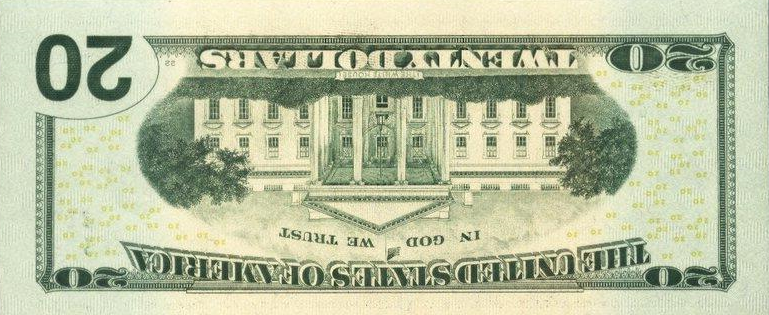 20 THE UNITED STATES OF AMERICA 20
IN GOD WE TRUST
THE WHITE HOUSE
20 TWENTY DOLLARS 20